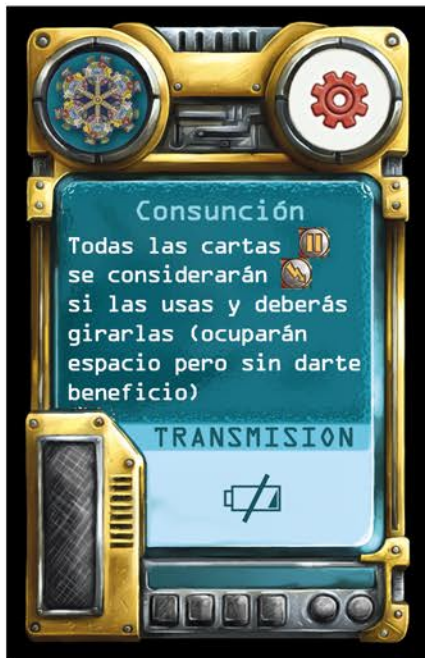 Consunción
Todas las cartas
se considerarán
si las usas y deberás
girarlas (ocuparán
espacio pero sin darte
beneficio)
TRANSMISION